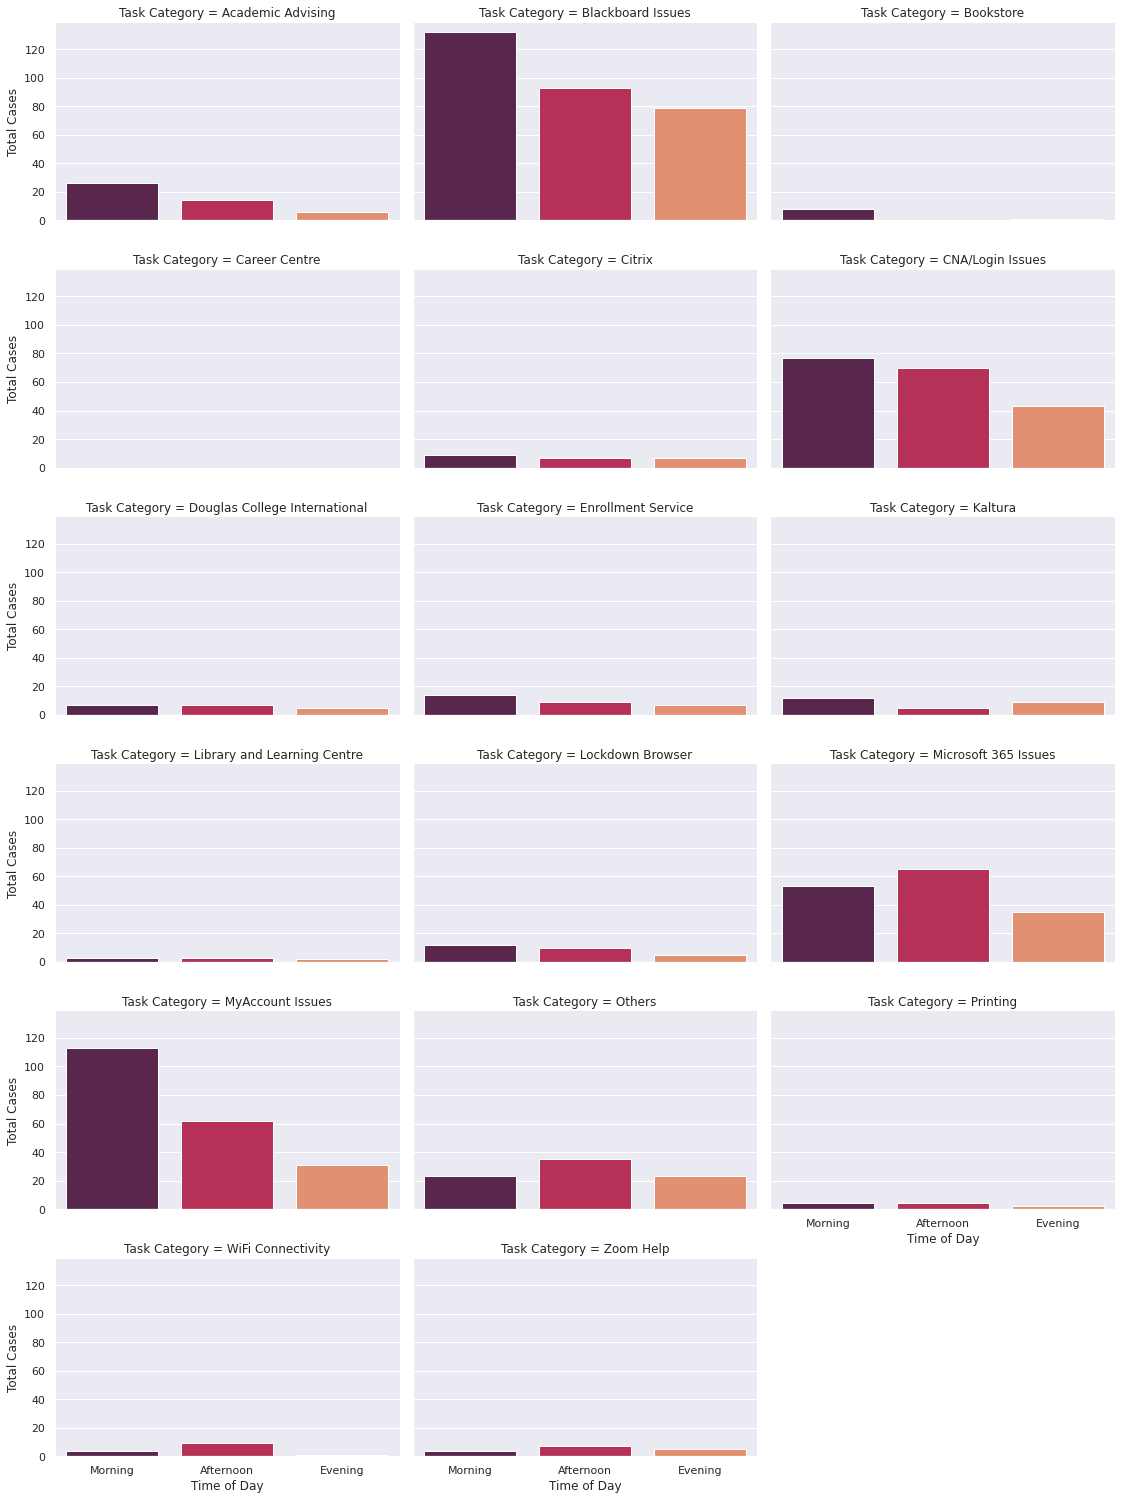 Task Category = Academic Advising
Task Category = Blackboard Issues
Task Category = Bookstore
Total Cases
120
100
80
60
40
20
0
Task Category = Career Centre
Task Category = Citrix
Task Category = CNA/Login Issues
Total Cases
120
100
80
60
40
20
0
Task Category = Douglas College International
Task Category = Enrollment Service
Task Category = Kaltura
Total Cases
120
100
80
60
40
20
0
Task Category = Library and Learning Centre
Task Category = Lockdown Browser
Task Category = Microsoft 365 Issues
Total Cases
120
100
80
60
40
20
0
Task Category = MyAccount Issues
Task Category = Others
Task Category = Printing
Total Cases
120
100
80
60
40
20
0
Morning Afternoon Evening
Time of Day
Task Category = WiFi Connectivity
Task Category = Zoom Help
Total Cases
120
100
80
60
40
20
0
Morning Afternoon Evening
Time of Day
Morning Afternoon Evening
Time of Day